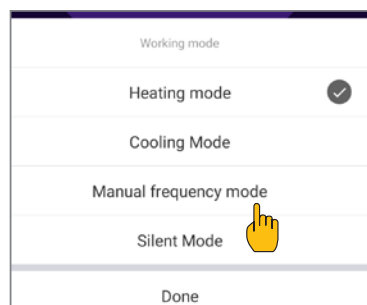 Working mode
Heating mode
Cooling Mode
Manual frequency mode
Silent Mode
Done